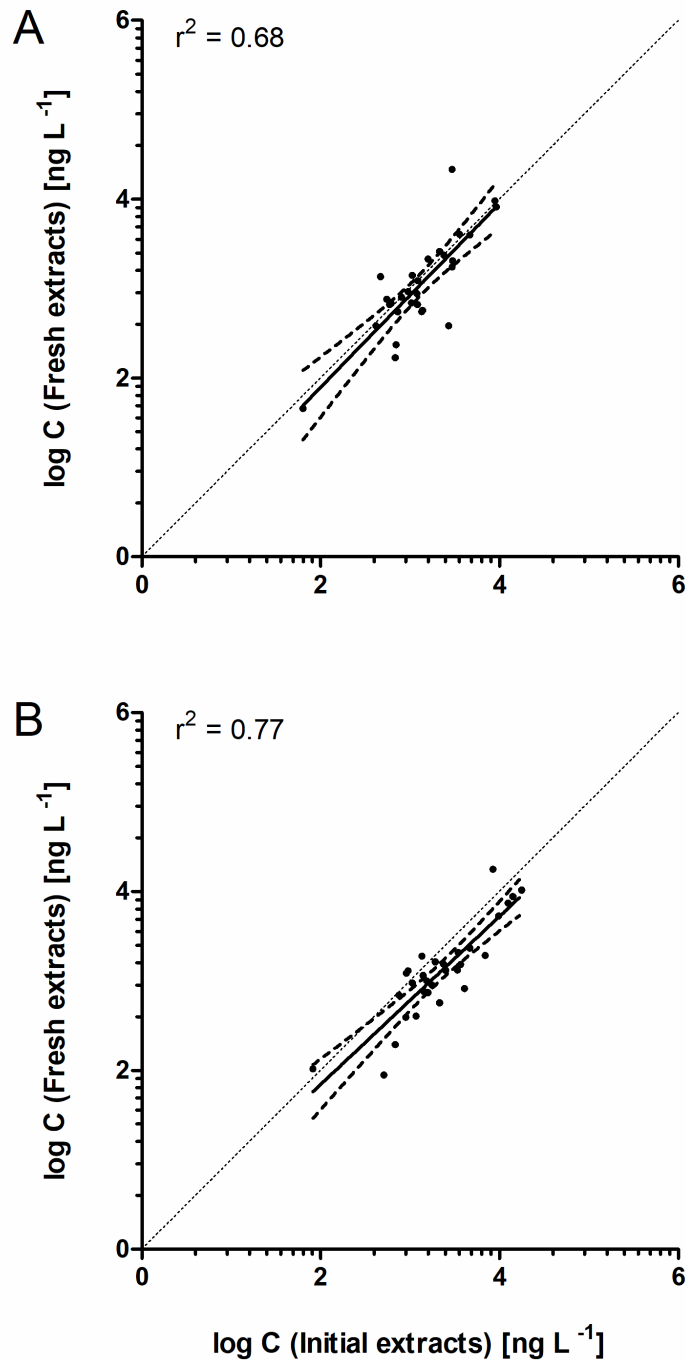 A
r² = 0.68
log C (Fresh extracts) [ng L⁻¹]
6
4
2
0
0 2 4 6
B
r² = 0.77
log C (Fresh extracts) [ng L⁻¹]
6
4
2
0
0 2 4 6
log C (Initial extracts) [ng L⁻¹]